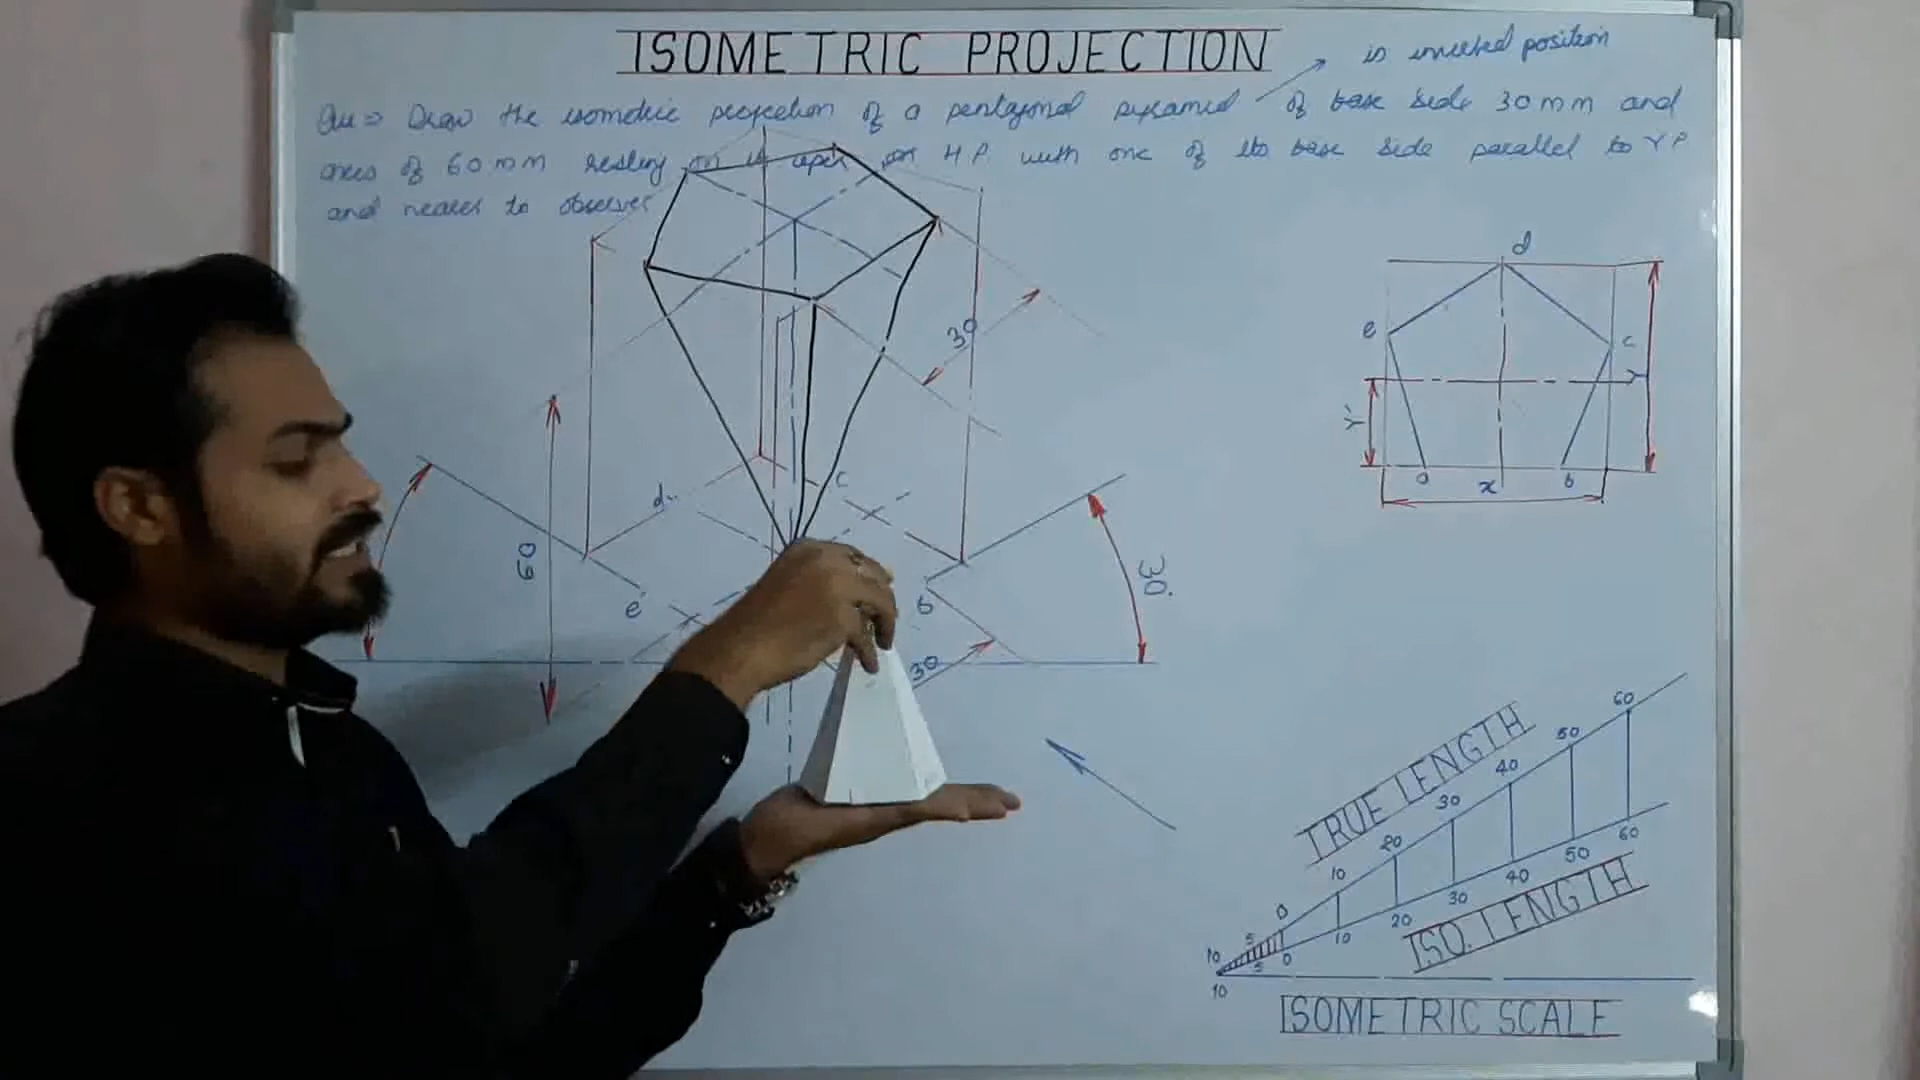 ISOMETRIC PROJECTION
in inverted position
Qu => Draw the isometric projection of a pentagonal pyramid of base side 30 mm and
axes of 60 mm resting on is apex on HP with one of its base side parallel to VP
and nearer to observer
d
e
c
Y
Y'
a
x
b
30
c
d
60
e
b
30
30.
TRUE LENGTH
10 5 0 10 20 30 40 50 60
10 5 0 10 20 30 40 50 60
ISO. LENGTH
ISOMETRIC SCALE